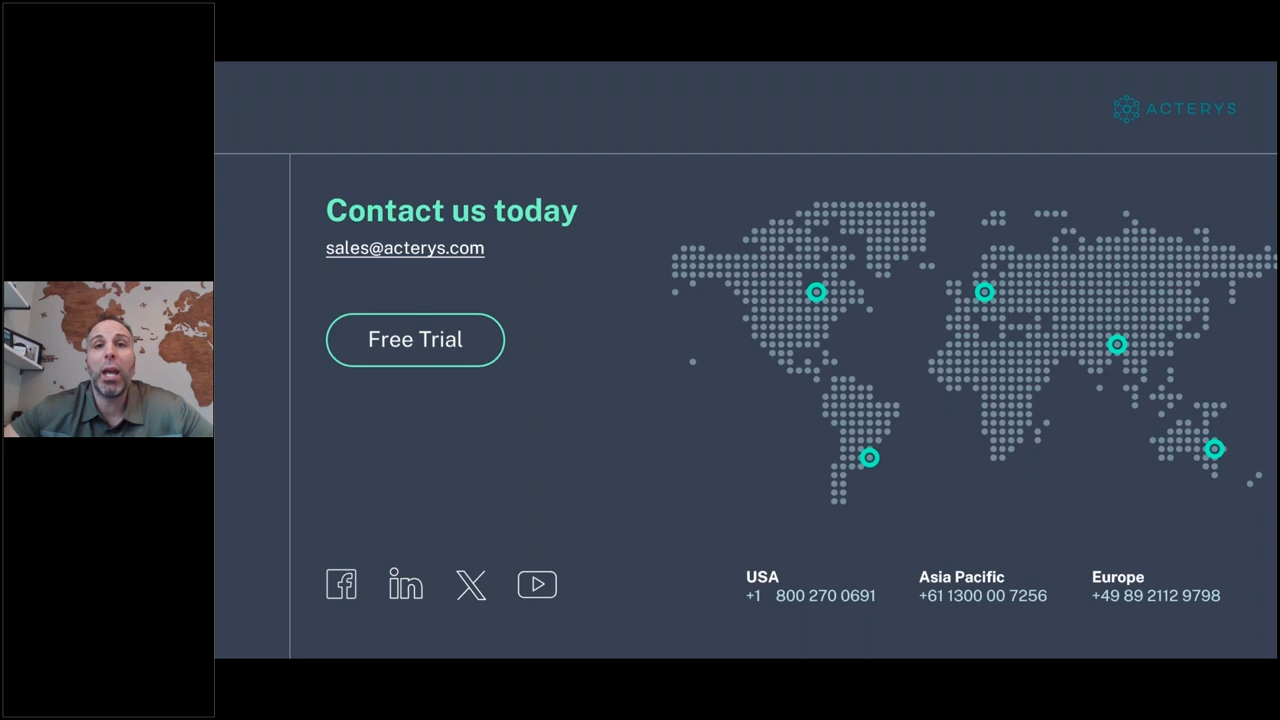 ACTERYS
Contact us today
sales@acterys.com
Free Trial
USA
+1 800 270 0691
Asia Pacific
+61 1300 00 7256
Europe
+49 89 2112 9798